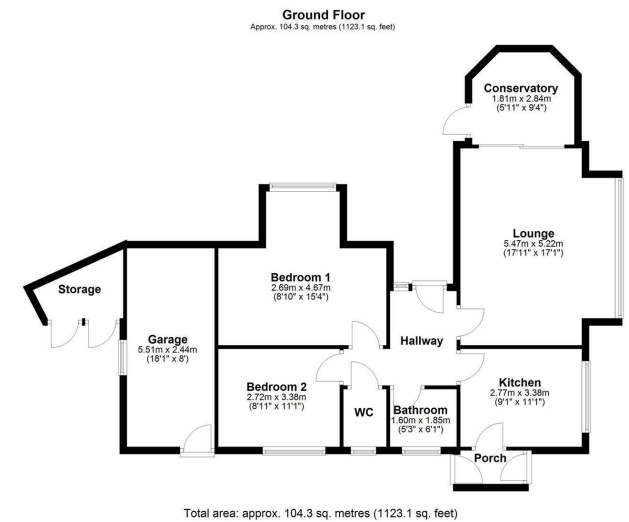 Ground Floor
Approx. 104.3 sq. metres (1123.1 sq. feet)
Conservatory
1.81m x 2.84m
(5'11" x 9'4")
Lounge
5.47m x 5.22m
(17'11" x 17'1")
Bedroom 1
2.69m x 4.67m
(8'10" x 15'4")
Storage
Garage
5.51m x 2.44m
(18'1" x 8')
Hallway
Bedroom 2
2.72m x 3.38m
(8'11" x 11'1")
WC
Bathroom
1.60m x 1.85m
(5'3" x 6'1")
Kitchen
2.77m x 3.38m
(9'1" x 11'1")
Porch
Total area: approx. 104.3 sq. metres (1123.1 sq. feet)